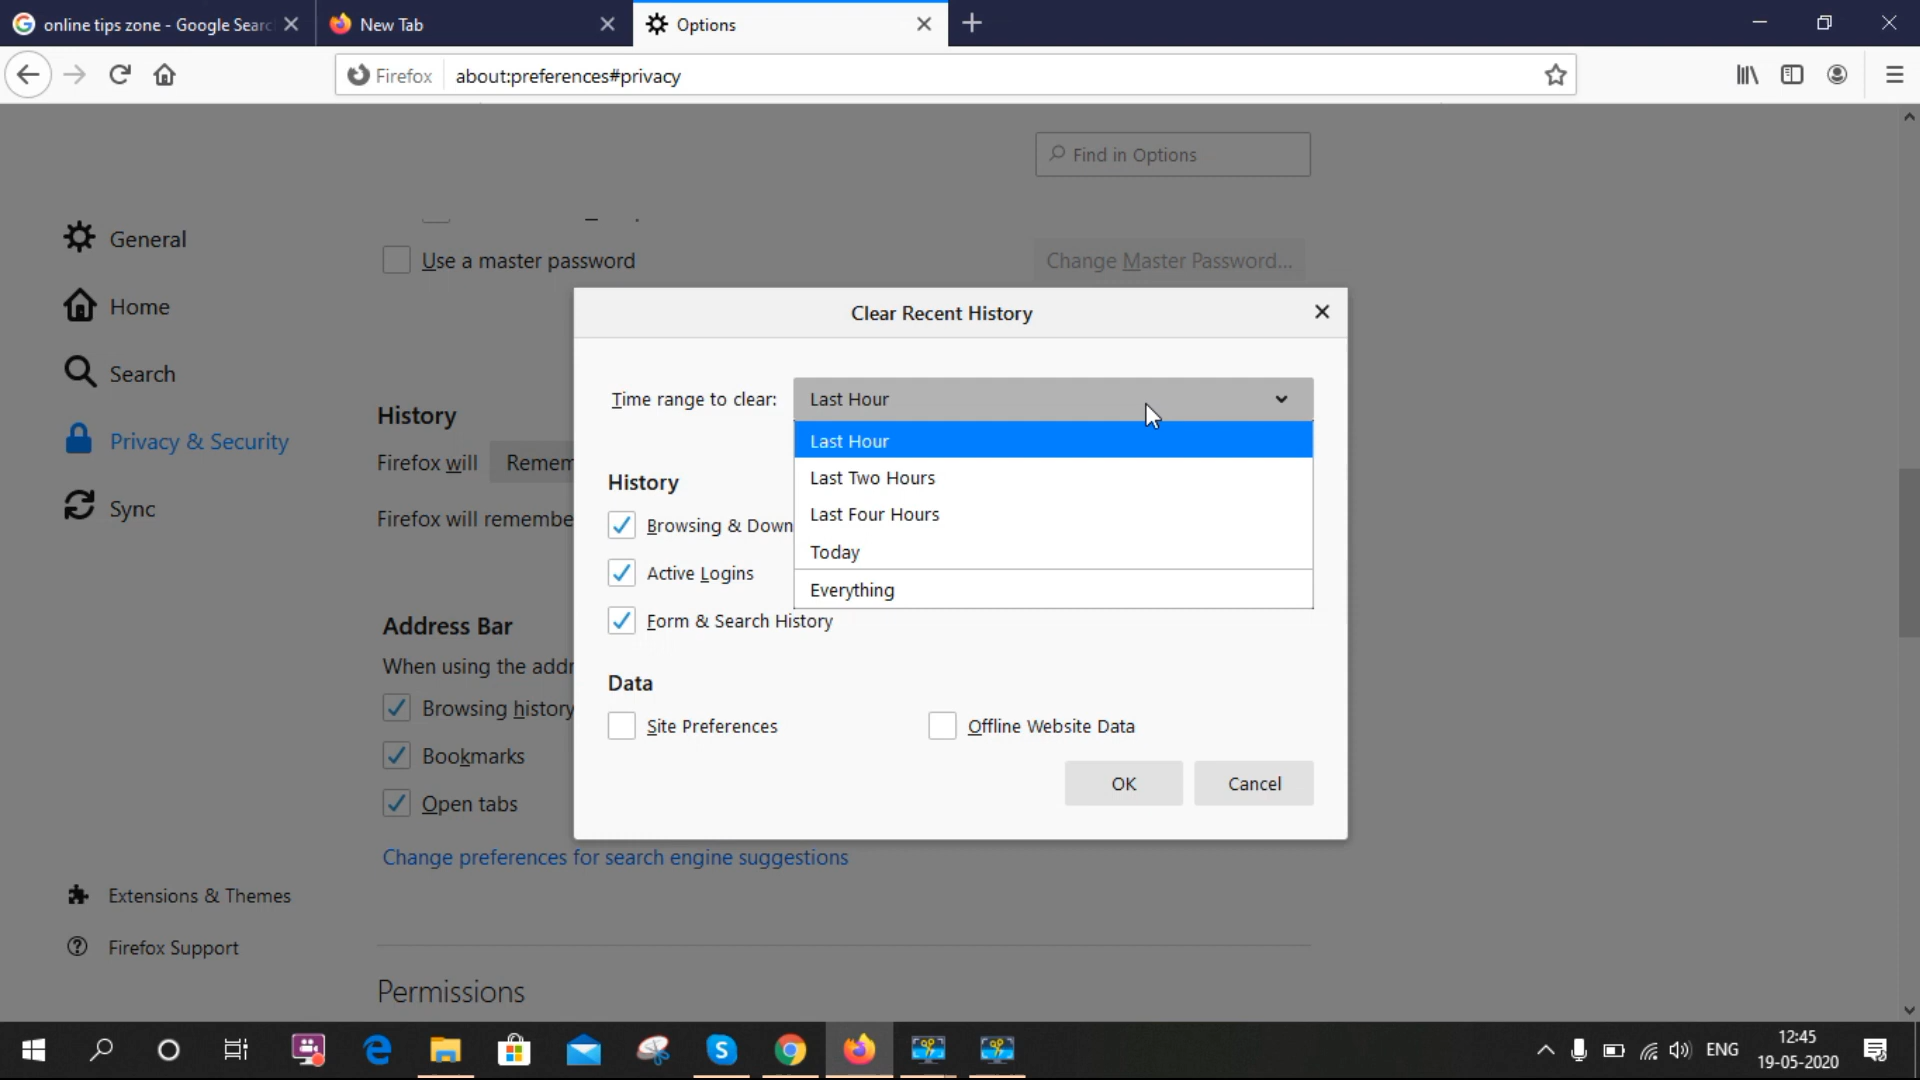 online tips zone - Google Searc
New Tab
Options
Firefox
about:preferences#privacy
Find in Options
General
Use a master password
Change Master Password...
Clear Recent History
Home
Time range to clear:
Last Hour
Search
History
Last Hour
Privacy & Security
Firefox will
Remem
Last Two Hours
History
Sync
Firefox will remembe
Last Four Hours
Browsing & Down
Today
Active Logins
Everything
Form & Search History
Address Bar
When using the addr
Data
Browsing history
Site Preferences
Offline Website Data
Bookmarks
OK
Cancel
Open tabs
Change preferences for search engine suggestions
Extensions & Themes
Firefox Support
Permissions
ENG
12:45
19-05-2020